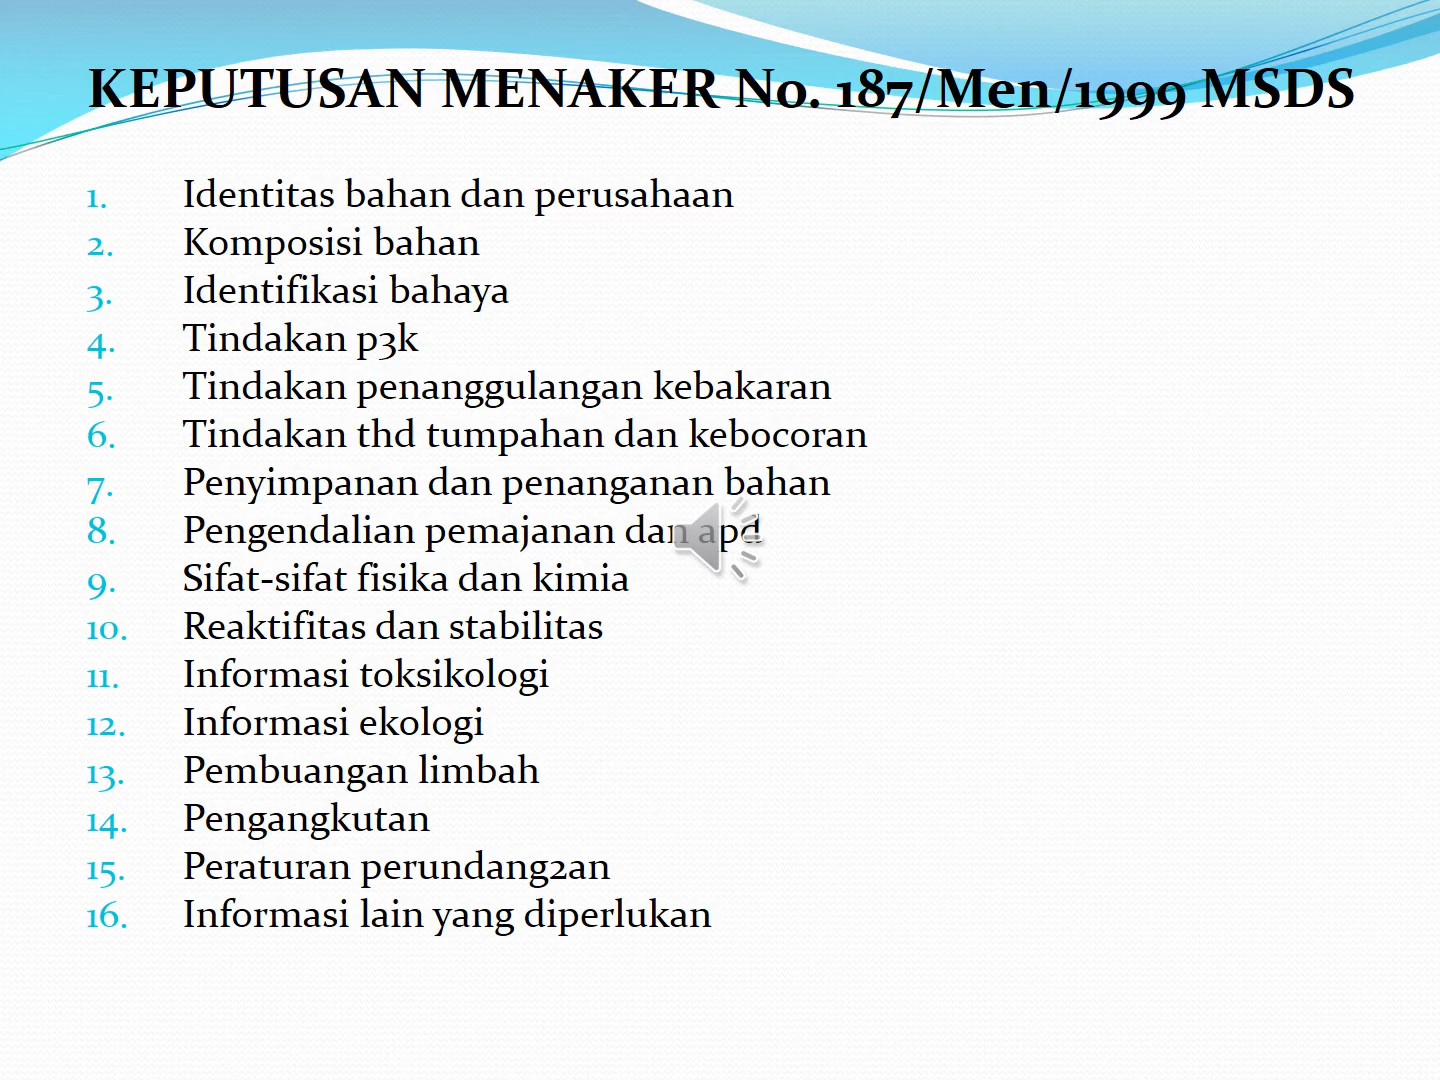 KEPUTUSAN MENAKER No. 187/Men/1999 MSDS
1. Identitas bahan dan perusahaan
2. Komposisi bahan
3. Identifikasi bahaya
4. Tindakan p3k
5. Tindakan penanggulangan kebakaran
6. Tindakan thd tumpahan dan kebocoran
7. Penyimpanan dan penanganan bahan
8. Pengendalian pemajanan dan apd
9. Sifat-sifat fisika dan kimia
10. Reaktifitas dan stabilitas
11. Informasi toksikologi
12. Informasi ekologi
13. Pembuangan limbah
14. Pengangkutan
15. Peraturan perundang2an
16. Informasi lain yang diperlukan